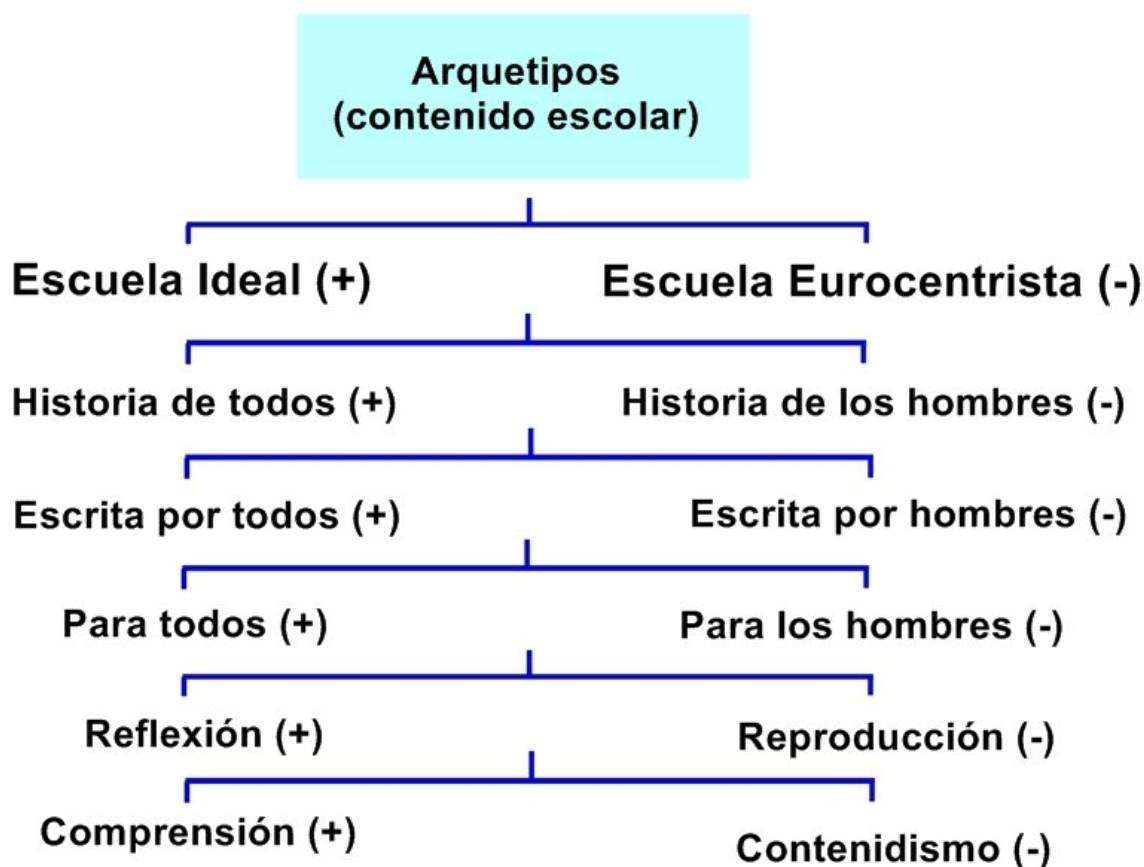 Arquetipos
(contenido escolar)
Escuela Ideal (+)
Escuela Eurocentrista (-)
Historia de todos (+)
Historia de los hombres (-)
Escrita por todos (+)
Escrita por hombres (-)
Para todos (+)
Para los hombres (-)
Reflexión (+)
Reproducción (-)
Comprensión (+)
Contenidismo (-)